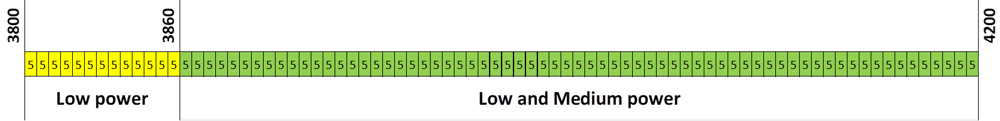 3800 3860 4200
5 5 5 5 5 5 5 5 5 5 5 5 5 5 5 5 5 5 5 5 5 5 5 5 5 5 5 5 5 5 5 5 5 5 5 5 5 5 5 5 5 5 5 5 5 5 5 5 5 5 5 5 5 5 5 5 5 5 5 5 5 5 5 5 5 5 5 5 5 5 5 5 5 5 5 5 5 5 5 5
Low power Low and Medium power